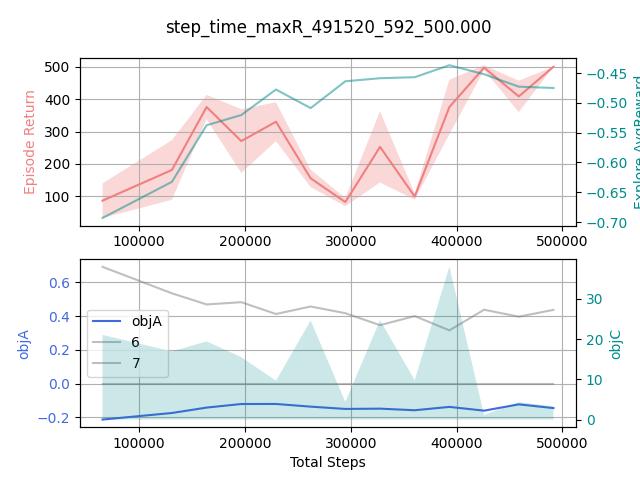 step_time_maxR_491520_592_500.000
500
400
300
200
100
Episode Return
−0.45
−0.50
−0.55
−0.60
−0.65
−0.70
Explore AvgReward
100000 200000 300000 400000 500000
0.6
0.4
0.2
0.0
−0.2
objA
objA
6
7
30
20
10
0
objC
100000 200000 300000 400000 500000
Total Steps